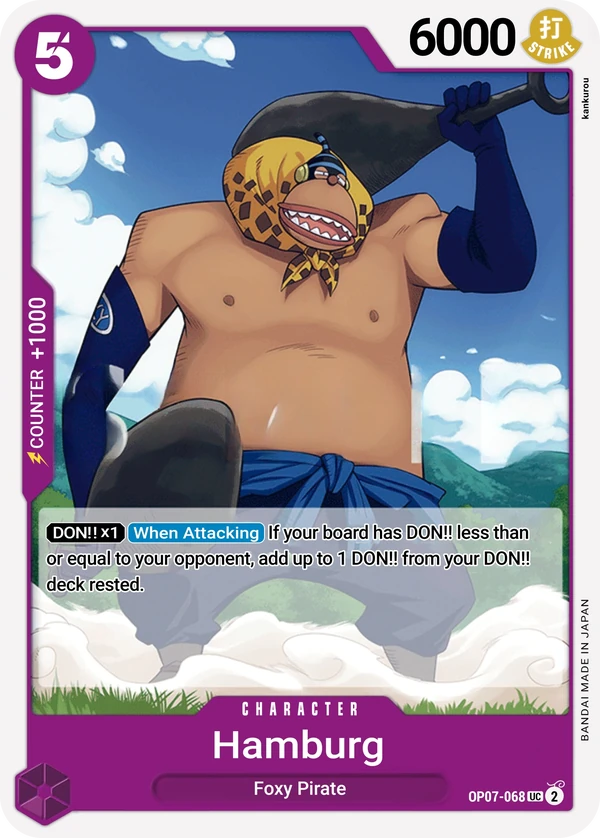 5
6000
打
STRIKE
kankurou
COUNTER +1000
DON!! x1 When Attacking If your board has DON!! less than
or equal to your opponent, add up to 1 DON!! from your DON!!
deck rested.
BANDAI MADE IN JAPAN
CHARACTER
Hamburg
Foxy Pirate
OP07-068 UC 2